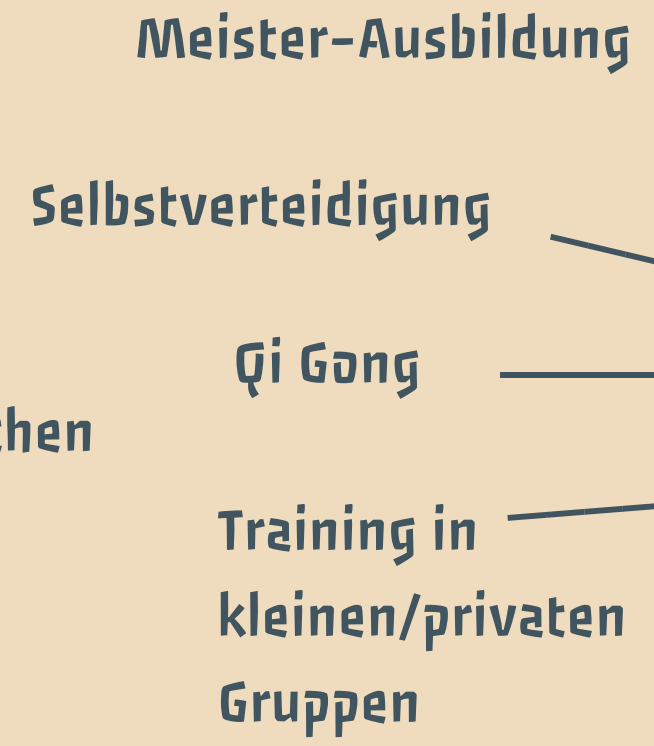 Meister-Ausbildung
Selbstverteidigung
Qi Gong
Training in
kleinen/privaten
Gruppen